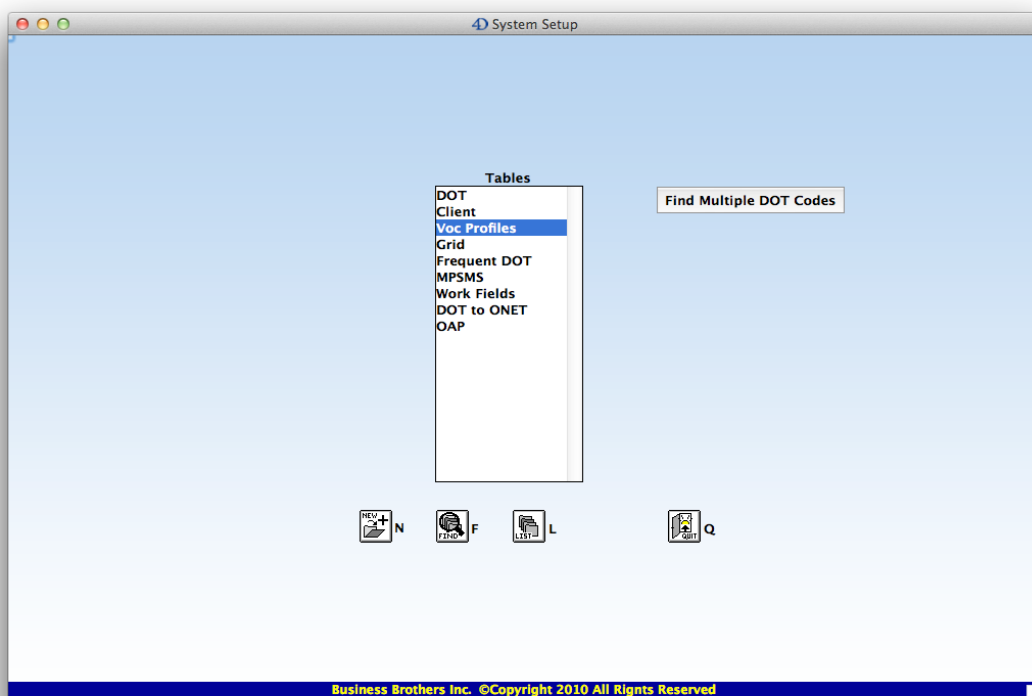 4D System Setup
Tables
DOT
Client
Voc Profiles
Grid
Frequent DOT
MPSMS
Work Fields
DOT to ONET
OAP
Find Multiple DOT Codes
NEW N
FIND F
LIST L
QUIT Q
Business Brothers Inc. ©Copyright 2010 All Rignts Reserved